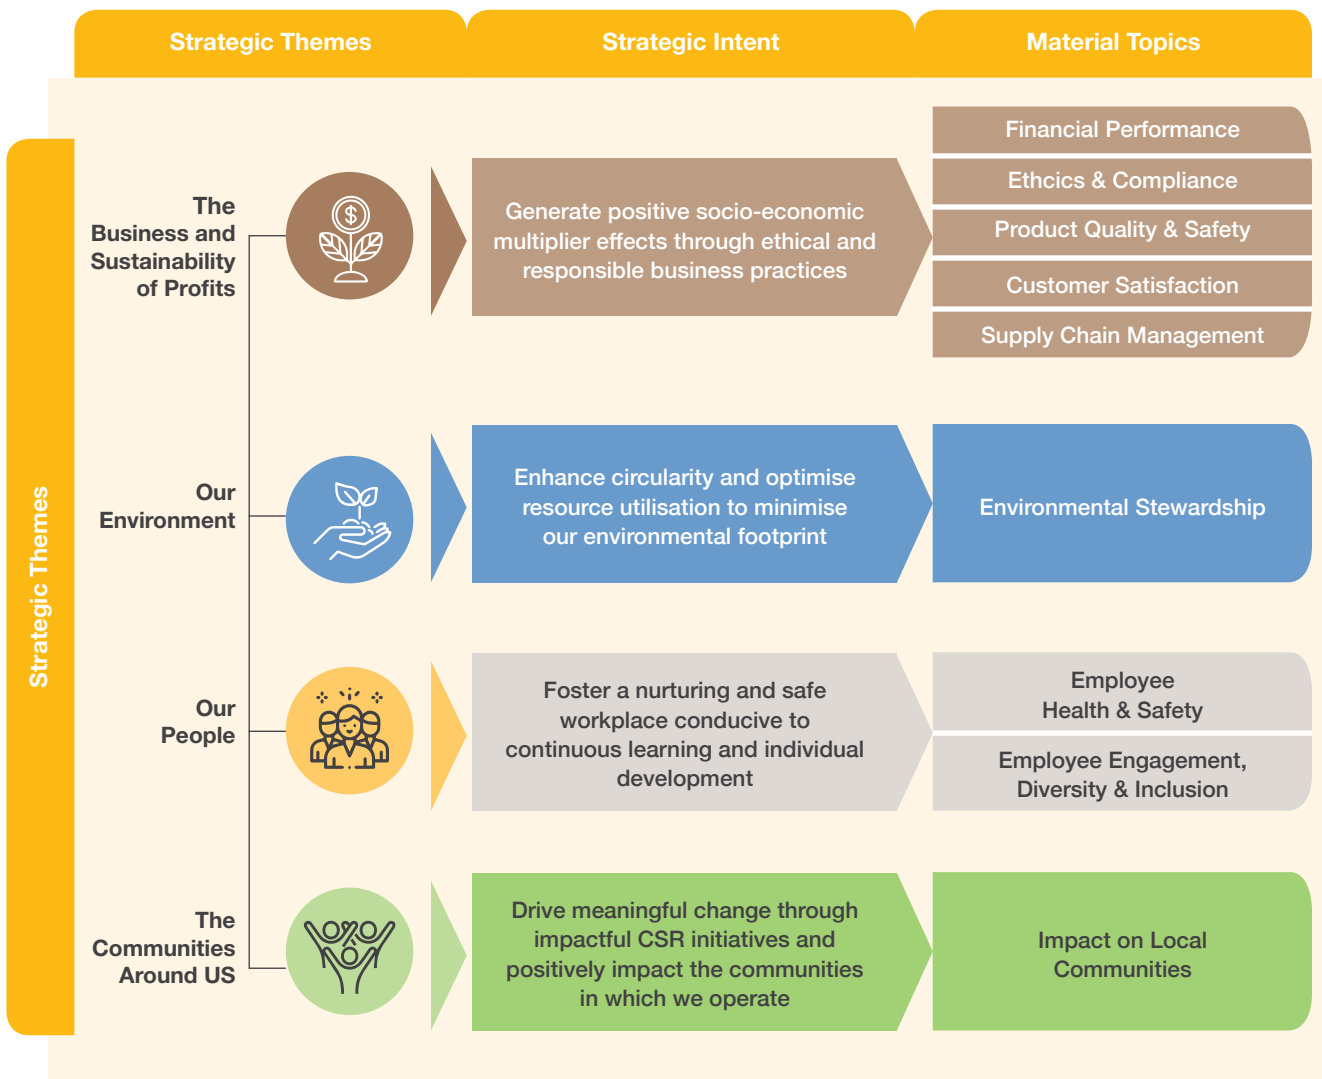 Strategic Themes
Strategic Intent
Material Topics
Strategic Themes
The
Business and
Sustainability
of Profits
Generate positive socio-economic
multiplier effects through ethical and
responsible business practices
Financial Performance
Ethcics & Compliance
Product Quality & Safety
Customer Satisfaction
Supply Chain Management
Our
Environment
Enhance circularity and optimise
resource utilisation to minimise
our environmental footprint
Environmental Stewardship
Our
People
Foster a nurturing and safe
workplace conducive to
continuous learning and individual
development
Employee
Health & Safety
Employee Engagement,
Diversity & Inclusion
The
Communities
Around US
Drive meaningful change through
impactful CSR initiatives and
positively impact the communities
in which we operate
Impact on Local
Communities